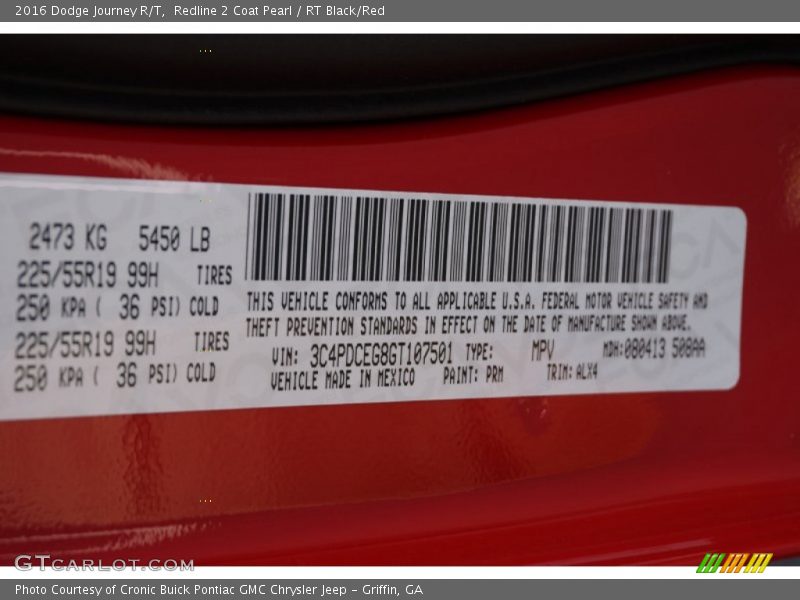 2016 Dodge Journey R/T, Redline 2 Coat Pearl / RT Black/Red
2473 KG 5450 LB
225/55R19 99H TIRES
250 KPA ( 36 PSI) COLD
225/55R19 99H TIRES
250 KPA ( 36 PSI) COLD
THIS VEHICLE CONFORMS TO ALL APPLICABLE U.S.A. FEDERAL MOTOR VEHICLE SAFETY AND
THEFT PREVENTION STANDARDS IN EFFECT ON THE DATE OF MANUFACTURE SHOWN ABOVE.
VIN: 3C4PDCEG8GT107501 TYPE: MPV MDH:080413 508AA
VEHICLE MADE IN MEXICO PAINT: PRM TRIM: ALX4
GTCARLOT.COM
Photo Courtesy of Cronic Buick Pontiac GMC Chrysler Jeep - Griffin, GA